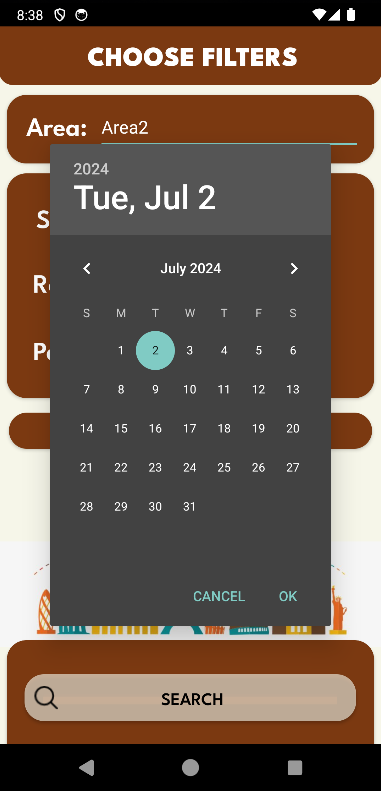 8:38
CHOOSE FILTERS
Area: Area2
2024
Tue, Jul 2
July 2024
S M T W T F S
1 2 3 4 5 6
7 8 9 10 11 12 13
14 15 16 17 18 19 20
21 22 23 24 25 26 27
28 29 30 31
CANCEL OK
SEARCH